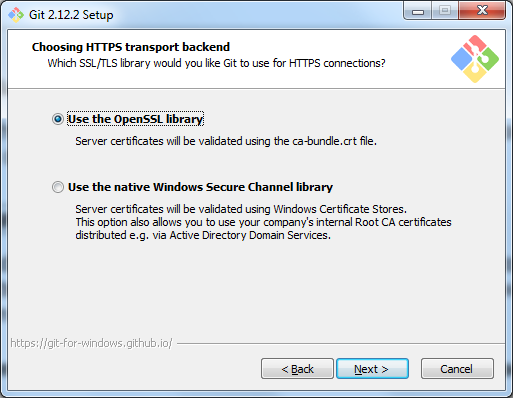 Git 2.12.2 Setup
Choosing HTTPS transport backend
Which SSL/TLS library would you like Git to use for HTTPS connections?
Use the OpenSSL library
Server certificates will be validated using the ca-bundle.crt file.
Use the native Windows Secure Channel library
Server certificates will be validated using Windows Certificate Stores.
This option also allows you to use your company's internal Root CA certificates
distributed e.g. via Active Directory Domain Services.
https://git-for-windows.github.io/
< Back
Next >
Cancel